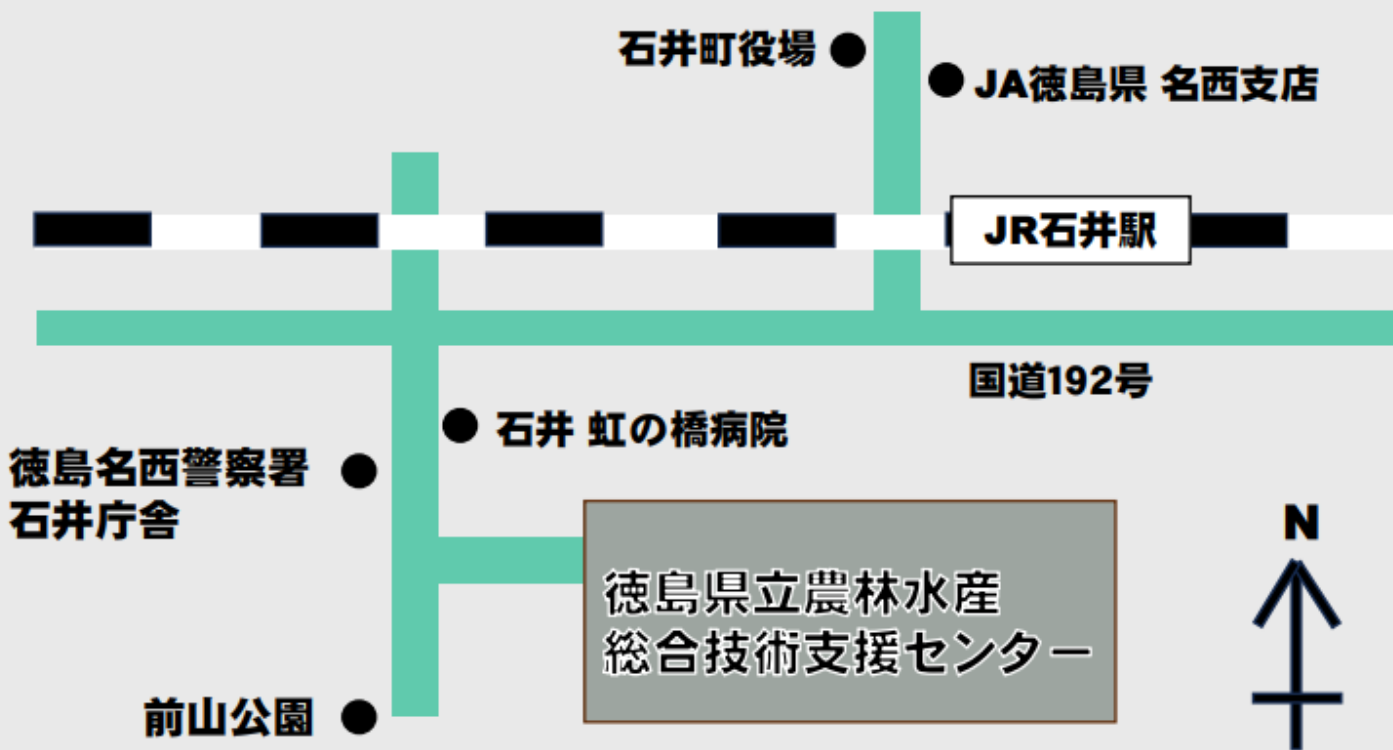 石井町役場
JA徳島県 名西支店
JR石井駅
国道192号
石井 虹の橋病院
徳島名西警察署
石井庁舎
徳島県立農林水産
総合技術支援センター
N
前山公園